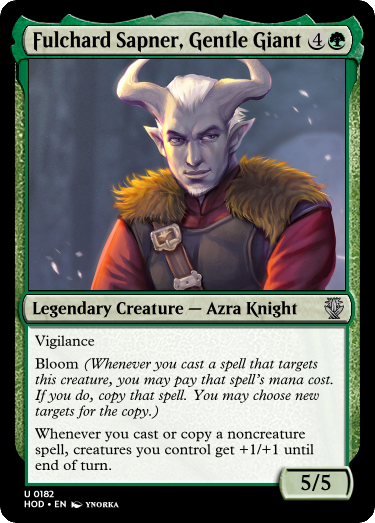 Fulchard Sapner, Gentle Giant 4
Legendary Creature — Azra Knight
Vigilance
Bloom (Whenever you cast a spell that targets
this creature, you may pay that spell's mana cost.
If you do, copy that spell. You may choose new
targets for the copy.)
Whenever you cast or copy a noncreature
spell, creatures you control get +1/+1 until
end of turn.
5/5
U 0182
HOD • EN YNORKA